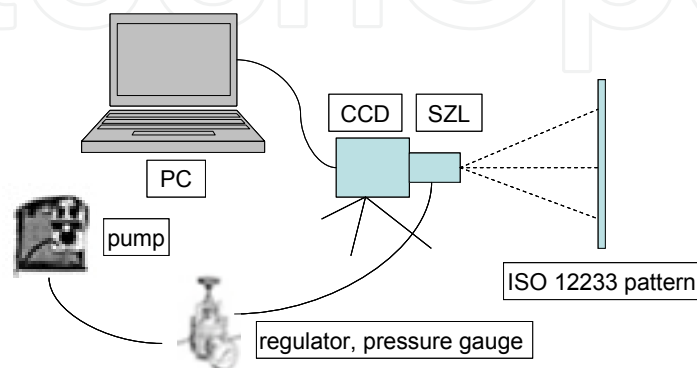 CCD
SZL
PC
pump
ISO 12233 pattern
regulator, pressure gauge